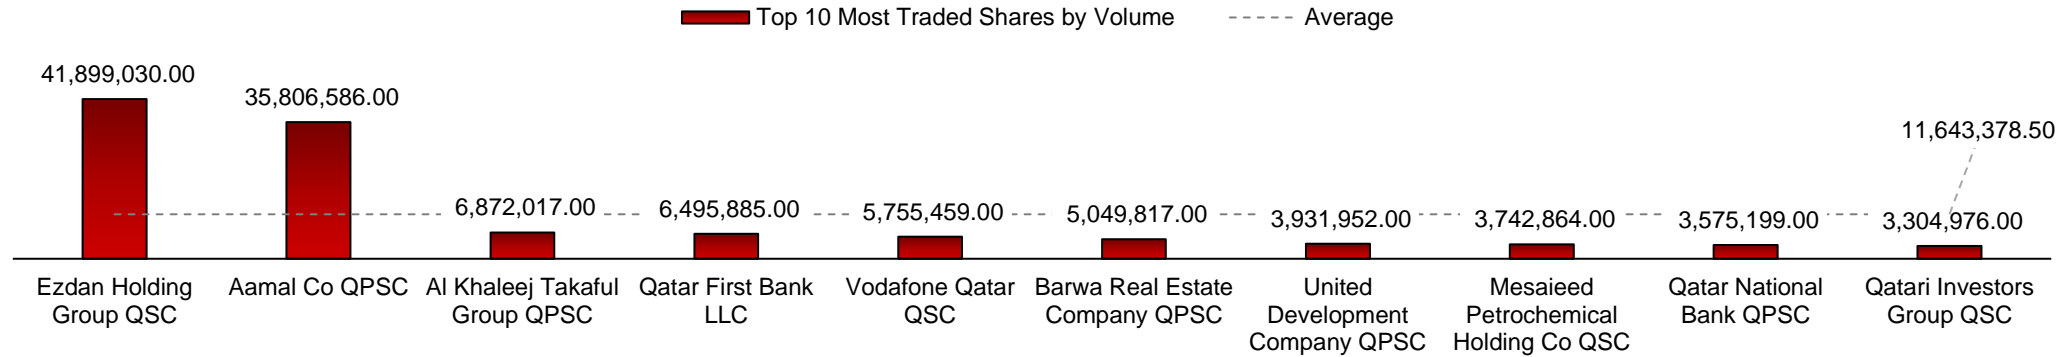 Top 10 Most Traded Shares by Volume
Average
41,899,030.00
35,806,586.00
6,872,017.00
6,495,885.00
5,755,459.00
5,049,817.00
3,931,952.00
3,742,864.00
3,575,199.00
3,304,976.00
11,643,378.50
Ezdan Holding
Group QSC
Aamal Co QPSC
Al Khaleej Takaful
Group QPSC
Qatar First Bank
LLC
Vodafone Qatar
QSC
Barwa Real Estate
Company QPSC
United
Development
Company QPSC
Mesaieed
Petrochemical
Holding Co QSC
Qatar National
Bank QPSC
Qatari Investors
Group QSC